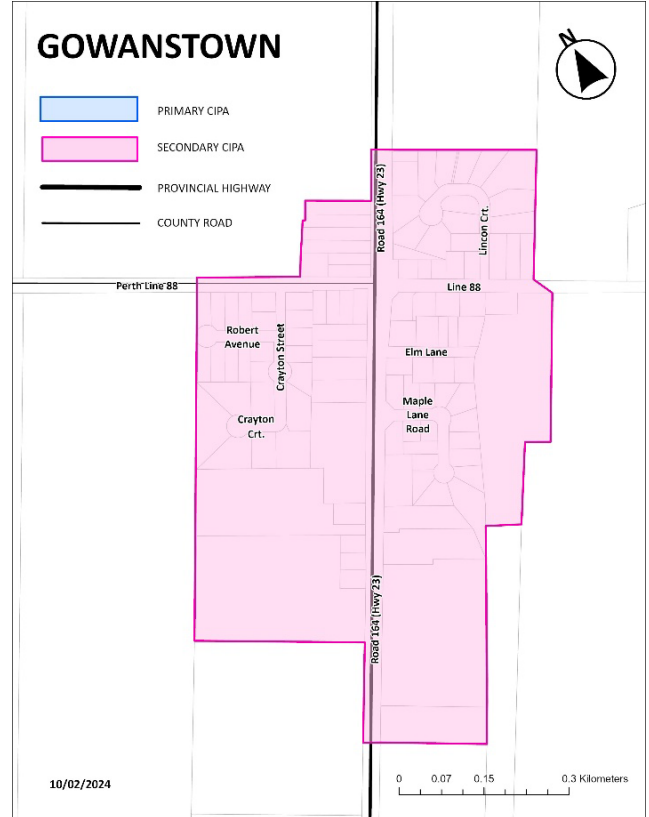 GOWANSTOWN
N
PRIMARY CIPA
SECONDARY CIPA
PROVINCIAL HIGHWAY
COUNTY ROAD
Road 164 (Hwy 23)
Lincon Crt.
Perth Line 88
Line 88
Robert
Avenue
Crayton Street
Elm Lane
Crayton
Crt.
Maple
Lane
Road
Road 164 (Hwy 23)
10/02/2024
0 0.07 0.15 0.3 Kilometers